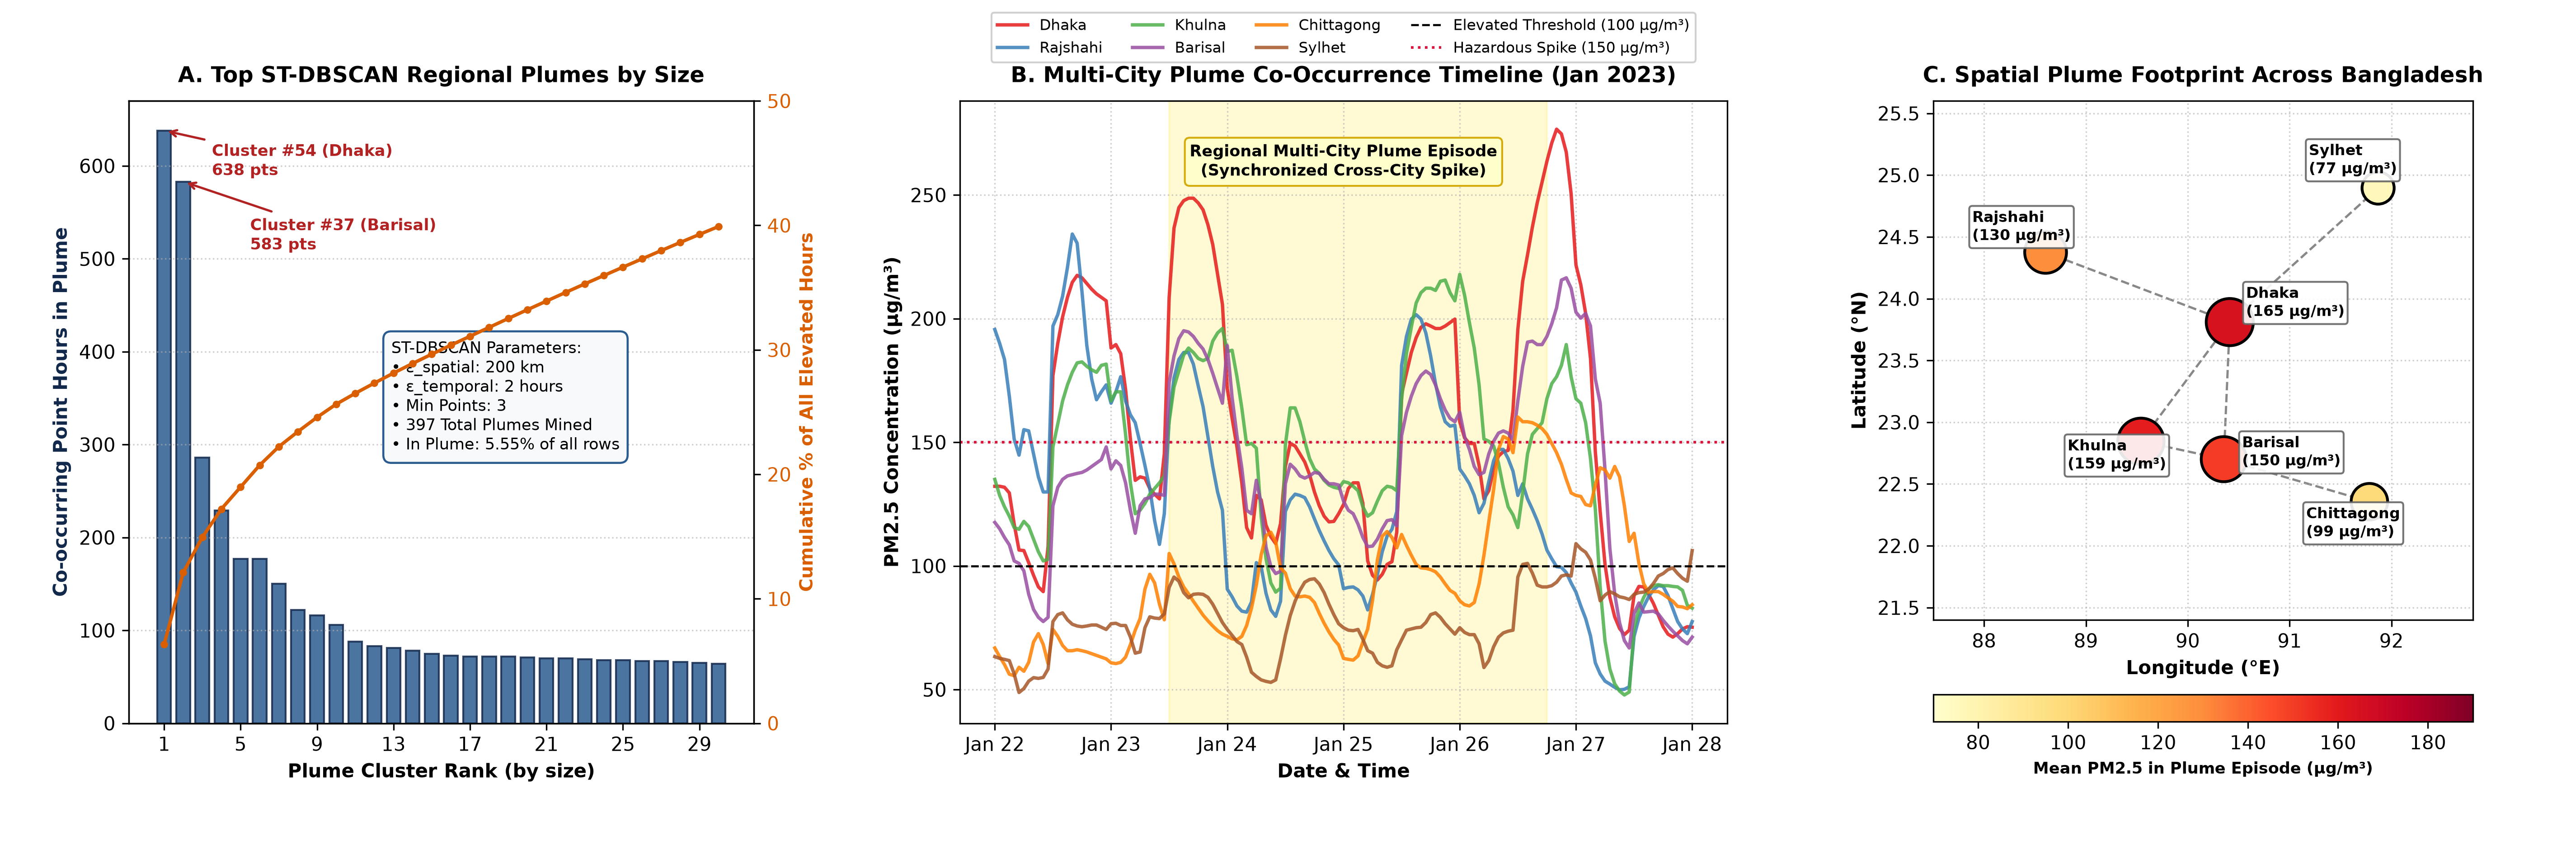 Dhaka
Rajshahi
Khulna
Barisal
Chittagong
Sylhet
Elevated Threshold (100 µg/m³)
Hazardous Spike (150 µg/m³)
A. Top ST-DBSCAN Regional Plumes by Size
Co-occurring Point Hours in Plume
600
500
400
300
200
100
0
Cluster #54 (Dhaka)
638 pts
Cluster #37 (Barisal)
583 pts
ST-DBSCAN Parameters:
• ε_spatial: 200 km
• ε_temporal: 2 hours
• Min Points: 3
• 397 Total Plumes Mined
• In Plume: 5.55% of all rows
50
40
30
20
10
0
Cumulative % of All Elevated Hours
1 5 9 13 17 21 25 29
Plume Cluster Rank (by size)
B. Multi-City Plume Co-Occurrence Timeline (Jan 2023)
PM2.5 Concentration (µg/m³)
250
200
150
100
50
Regional Multi-City Plume Episode
(Synchronized Cross-City Spike)
Jan 22 Jan 23 Jan 24 Jan 25 Jan 26 Jan 27 Jan 28
Date & Time
C. Spatial Plume Footprint Across Bangladesh
Latitude (°N)
25.5
25.0
24.5
24.0
23.5
23.0
22.5
22.0
21.5
Sylhet
(77 µg/m³)
Rajshahi
(130 µg/m³)
Dhaka
(165 µg/m³)
Khulna
(159 µg/m³)
Barisal
(150 µg/m³)
Chittagong
(99 µg/m³)
88 89 90 91 92
Longitude (°E)
80 100 120 140 160 180
Mean PM2.5 in Plume Episode (µg/m³)